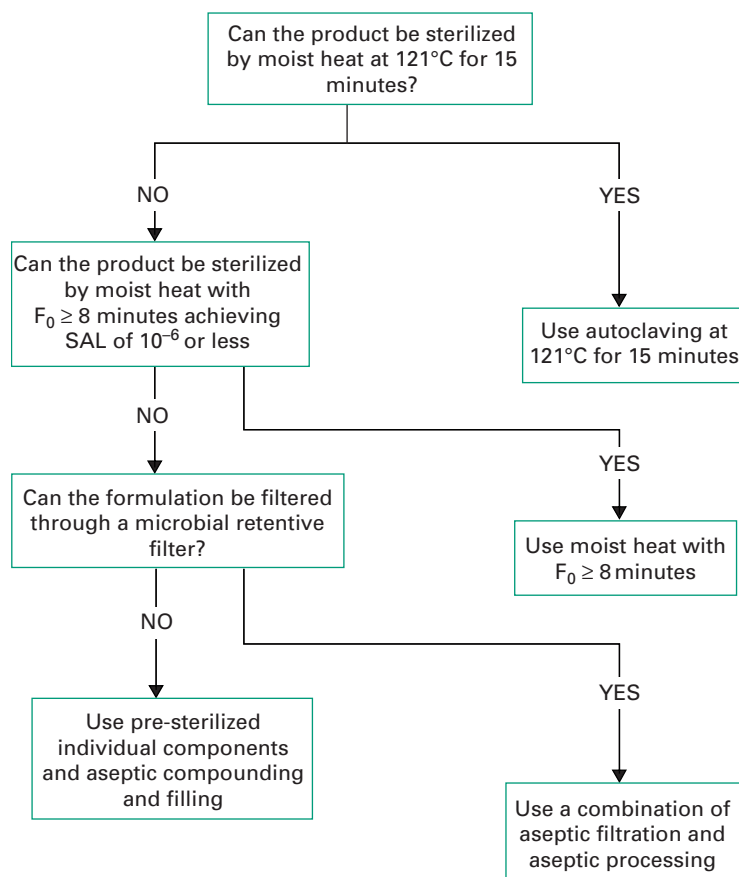 Can the product be sterilized
by moist heat at 121°C for 15
minutes?
NO
YES
Can the product be sterilized
by moist heat with
F₀ ≥ 8 minutes achieving
SAL of 10⁻⁶ or less
Use autoclaving at
121°C for 15 minutes
NO
YES
Can the formulation be filtered
through a microbial retentive
filter?
Use moist heat with
F₀ ≥ 8 minutes
NO
YES
Use pre-sterilized
individual components
and aseptic compounding
and filling
Use a combination of
aseptic filtration and
aseptic processing